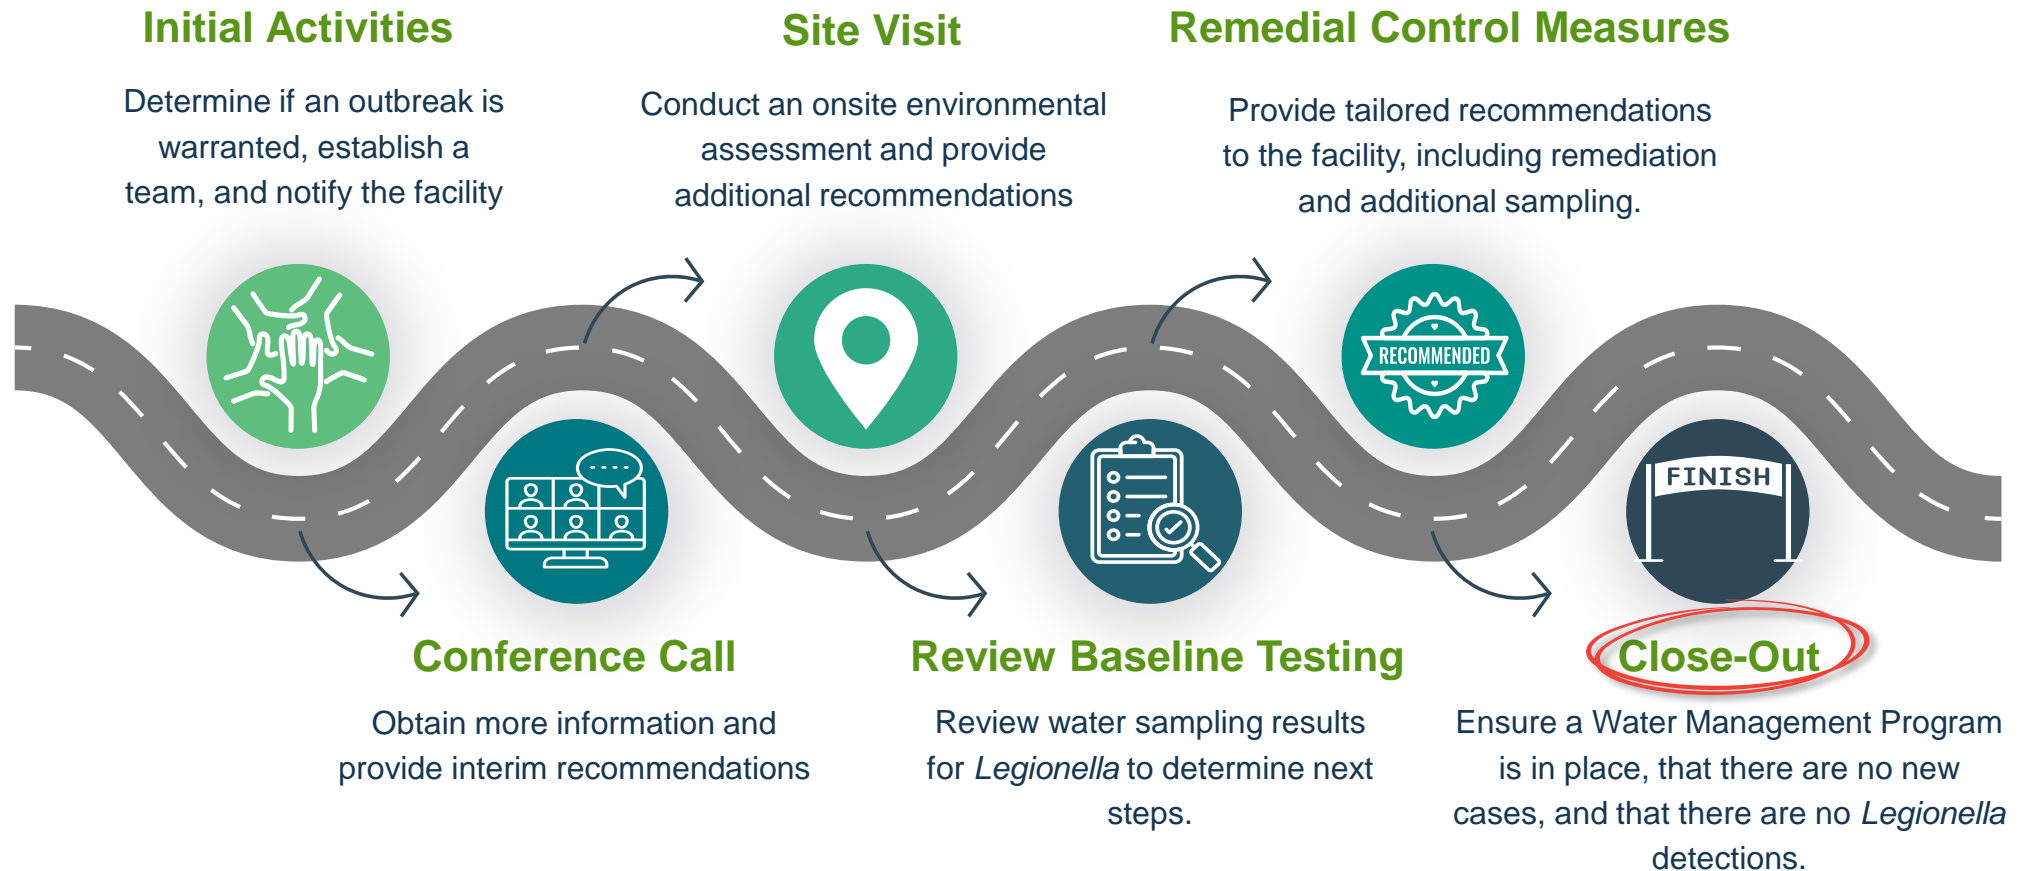 Initial Activities
Determine if an outbreak is
warranted, establish a
team, and notify the facility
Conference Call
Obtain more information and
provide interim recommendations
Site Visit
Conduct an onsite environmental
assessment and provide
additional recommendations
Review Baseline Testing
Review water sampling results
for Legionella to determine next
steps.
Remedial Control Measures
Provide tailored recommendations
to the facility, including remediation
and additional sampling.
RECOMMENDED
FINISH
Close-Out
Ensure a Water Management Program
is in place, that there are no new
cases, and that there are no Legionella
detections.